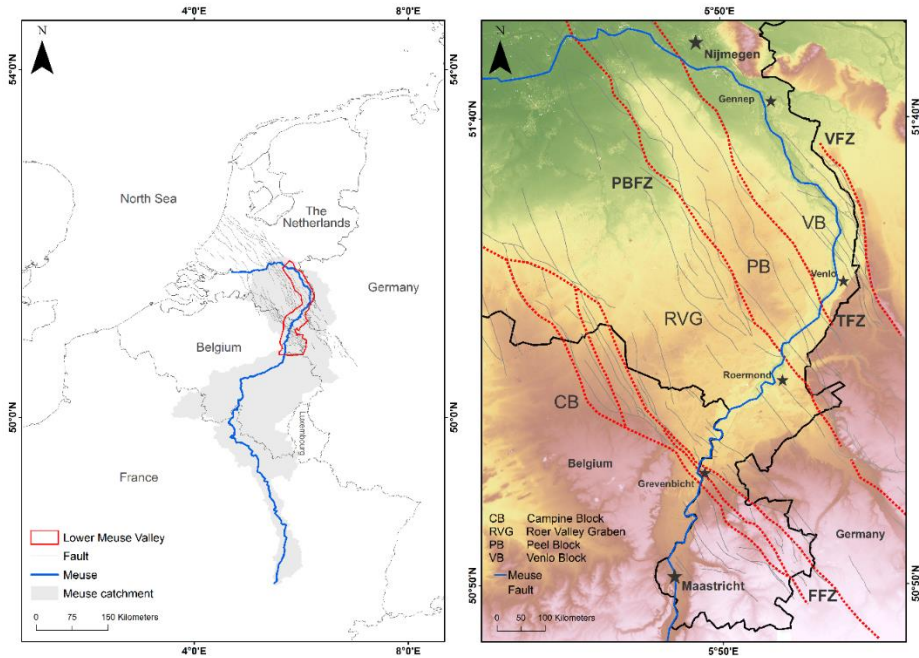 4°0'E
8°0'E
N
54°0'N
54°0'N
North Sea
The
Netherlands
Germany
Belgium
50°0'N
50°0'N
Luxembourg
France
Lower Meuse Valley
Fault
Meuse
Meuse catchment
0 75 150 Kilometers
4°0'E
8°0'E
5°50'E
N
Nijmegen
Gennep
51°40'N
51°40'N
VFZ
PBFZ
VB
PB
Venlo
TFZ
RVG
Roermond
CB
Belgium
Grevenbicht
CB Campine Block
RVG Roer Valley Graben
PB Peel Block
VB Venlo Block
Germany
Meuse
Fault
Maastricht
50°50'N
50°50'N
FFZ
0 50 100 Kilometers
5°50'E